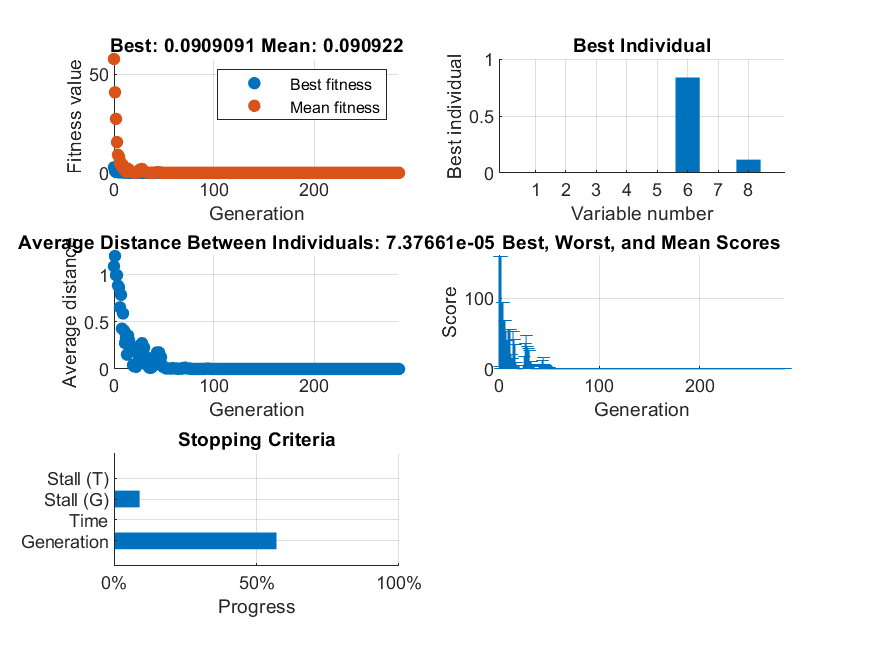 Best: 0.0909091 Mean: 0.090922
Fitness value
50
0
Best fitness
Mean fitness
0 100 200
Generation
Best Individual
Best individual
1
0.5
0
1 2 3 4 5 6 7 8
Variable number
Average Distance Between Individuals: 7.37661e-05
Average distance
1
0.5
0
0 100 200
Generation
Best, Worst, and Mean Scores
Score
100
0
0 100 200
Generation
Stopping Criteria
Stall (T)
Stall (G)
Time
Generation
0% 50% 100%
Progress